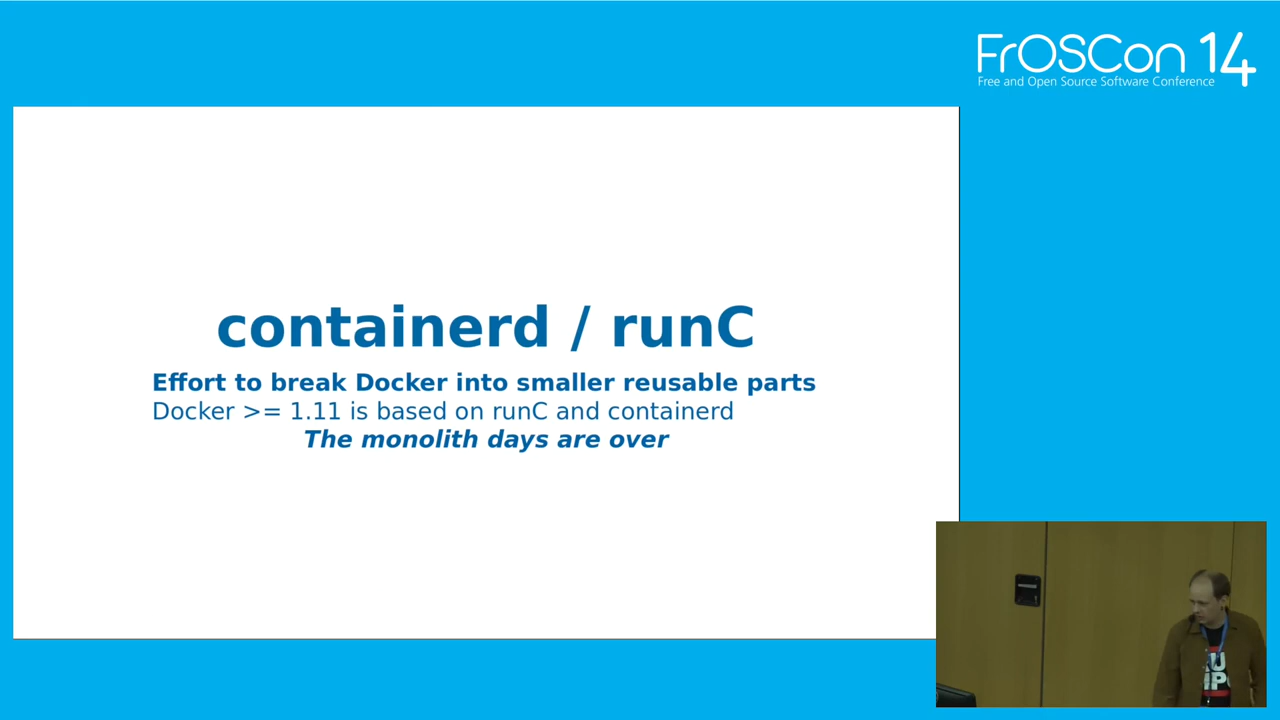 FrOSCon 14
Free and Open Source Software Conference
containerd / runC
Effort to break Docker into smaller reusable parts
Docker >= 1.11 is based on runC and containerd
The monolith days are over